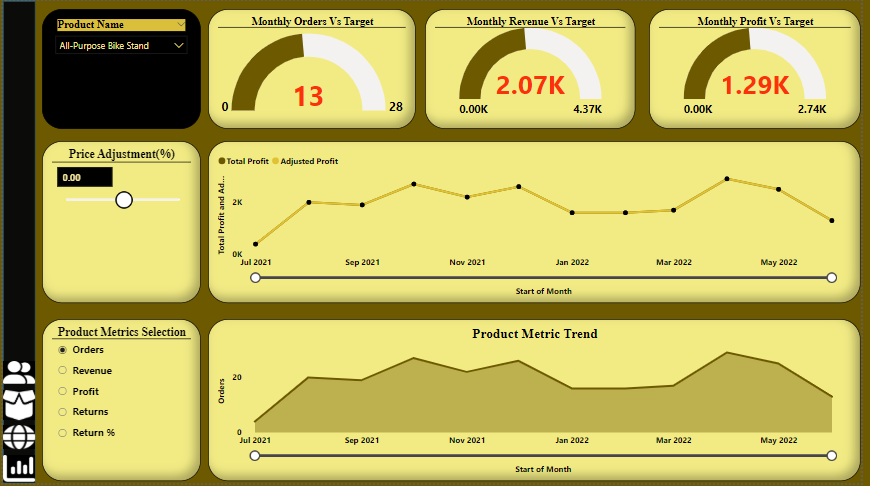 Product Name
All-Purpose Bike Stand
Monthly Orders Vs Target
13
0
28
Monthly Revenue Vs Target
2.07K
0.00K
4.37K
Monthly Profit Vs Target
1.29K
0.00K
2.74K
Price Adjustment(%)
0.00
Total Profit
Adjusted Profit
Total Profit and Ad...
2K
0K
Jul 2021
Sep 2021
Nov 2021
Jan 2022
Mar 2022
May 2022
Start of Month
Product Metrics Selection
Orders
Revenue
Profit
Returns
Return %
Product Metric Trend
Orders
20
0
Jul 2021
Sep 2021
Nov 2021
Jan 2022
Mar 2022
May 2022
Start of Month